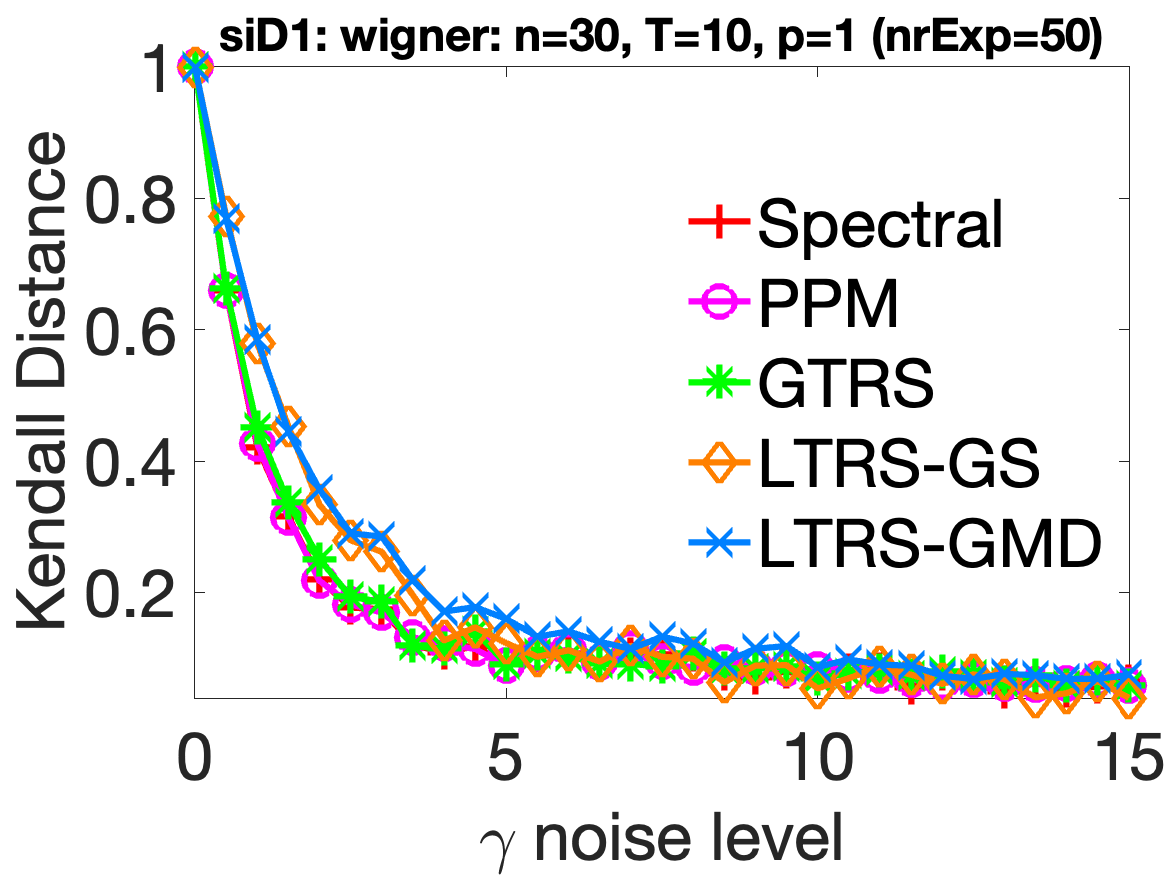 siD1: wigner: n=30, T=10, p=1 (nrExp=50)
Kendall Distance
1
0.8
0.6
0.4
0.2
Spectral
PPM
GTRS
LTRS-GS
LTRS-GMD
0 5 10 15
γ noise level